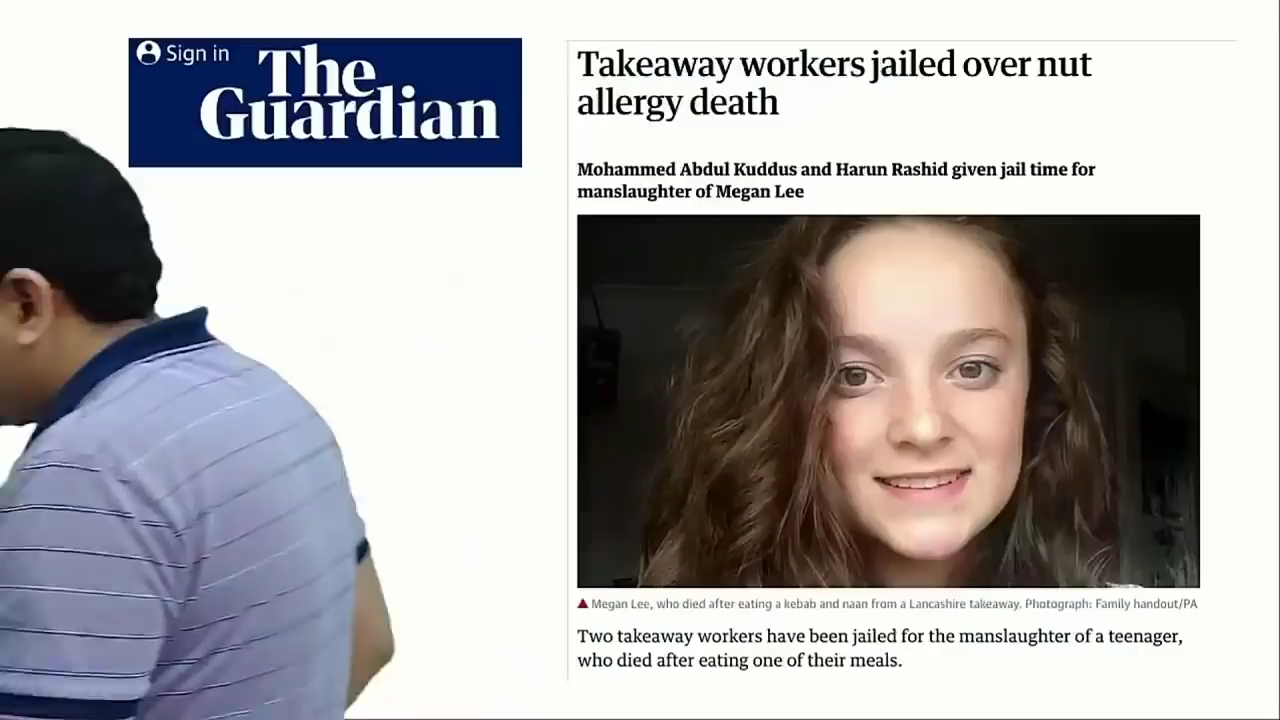 Sign in
The
Guardian
Takeaway workers jailed over nut
allergy death
Mohammed Abdul Kuddus and Harun Rashid given jail time for
manslaughter of Megan Lee
Megan Lee, who died after eating a kebab and naan from a Lancashire takeaway. Photograph: Family handout/PA
Two takeaway workers have been jailed for the manslaughter of a teenager,
who died after eating one of their meals.